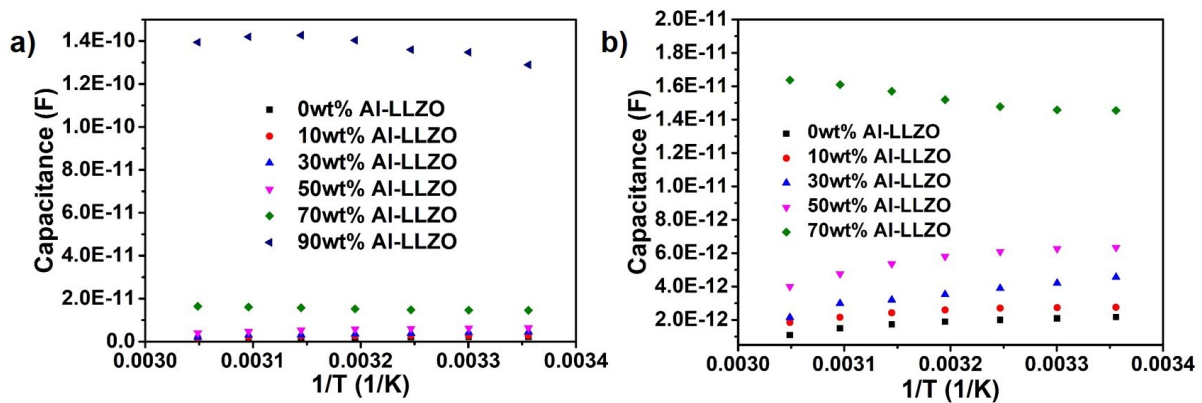 a)
Capacitance (F)
1.4E-10
1.2E-10
1.0E-10
8.0E-11
6.0E-11
4.0E-11
2.0E-11
0.0
0wt% Al-LLZO
10wt% Al-LLZO
30wt% Al-LLZO
50wt% Al-LLZO
70wt% Al-LLZO
90wt% Al-LLZO
0.0030 0.0031 0.0032 0.0033 0.0034
1/T (1/K)
b)
Capacitance (F)
2.0E-11
1.8E-11
1.6E-11
1.4E-11
1.2E-11
1.0E-11
8.0E-12
6.0E-12
4.0E-12
2.0E-12
0wt% Al-LLZO
10wt% Al-LLZO
30wt% Al-LLZO
50wt% Al-LLZO
70wt% Al-LLZO
0.0030 0.0031 0.0032 0.0033 0.0034
1/T (1/K)